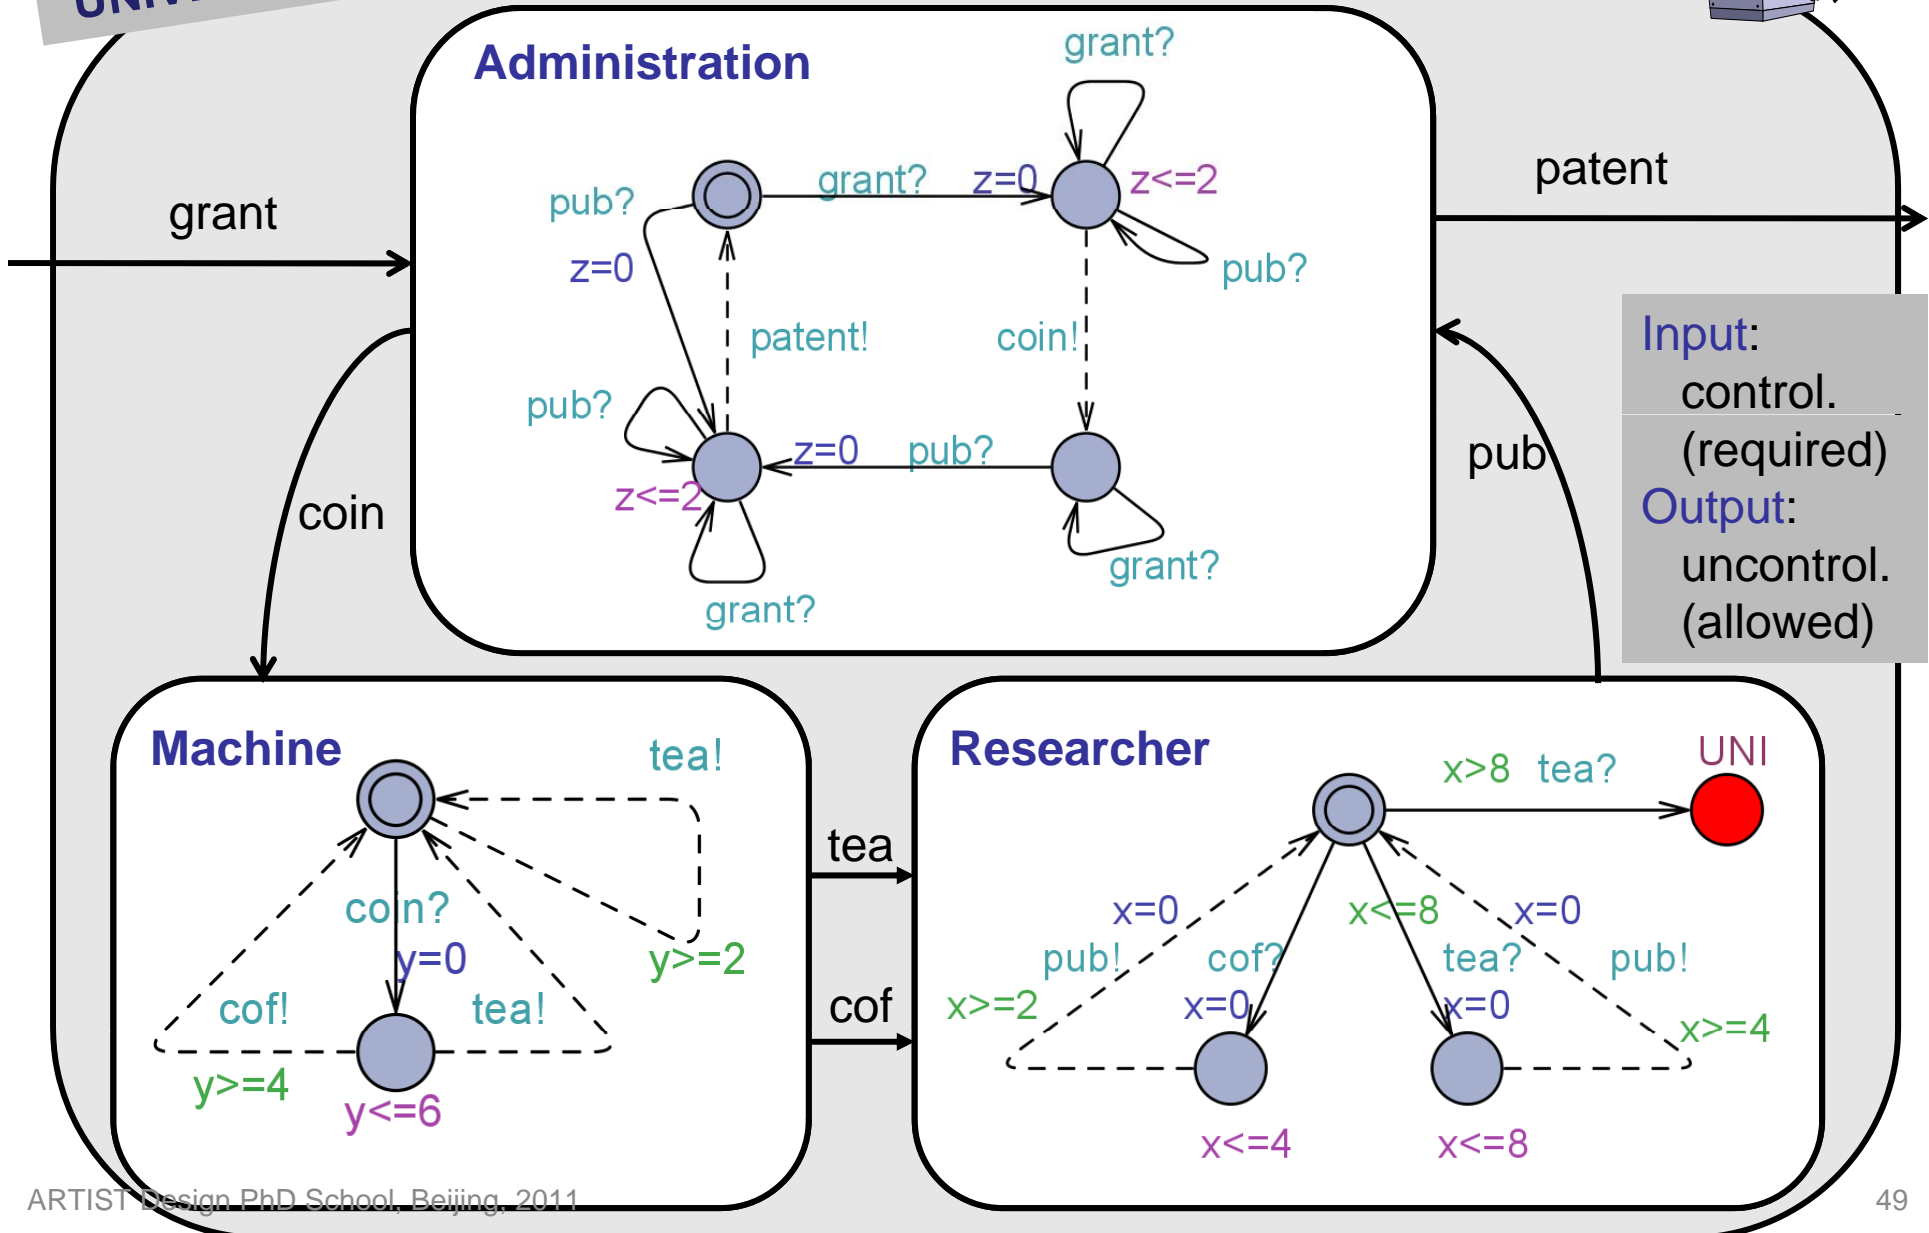 Administration
grant?
pub?
grant?
z=0
z<=2
z=0
pub?
patent!
coin!
pub?
z=0
pub?
z<=2
grant?
grant?
grant
patent
coin
pub
Input:
control.
(required)
Output:
uncontrol.
(allowed)
Machine
tea!
coin?
y=0
y>=2
cof!
tea!
y>=4
y<=6
tea
cof
Researcher
UNI
x>8 tea?
x=0
x<=8
x=0
pub!
cof?
tea?
pub!
x>=2
x=0
x=0
x>=4
x<=4
x<=8
ARTIST Design PhD School, Beijing, 2011
49